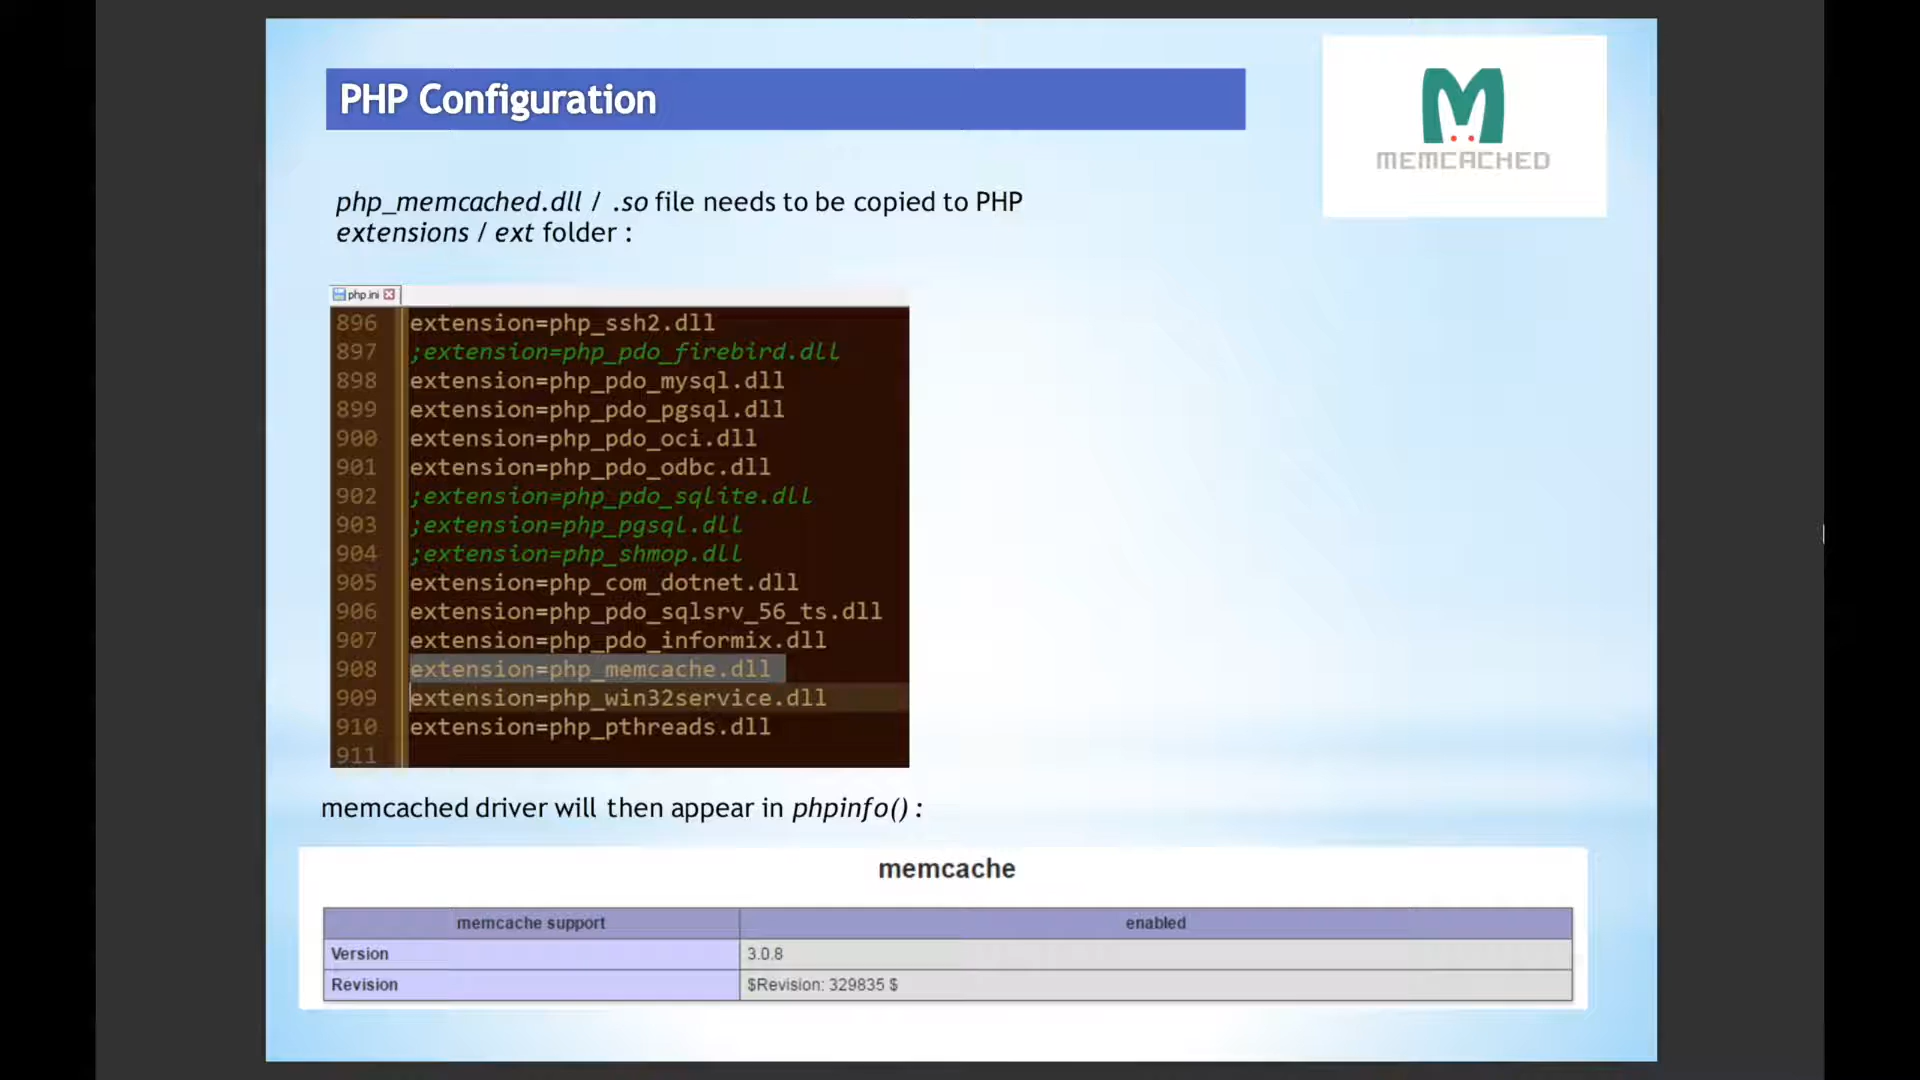 PHP Configuration
MEMCACHED
php_memcached.dll / .so file needs to be copied to PHP
extensions / ext folder :
php.ini
896 extension=php_ssh2.dll
897 ;extension=php_pdo_firebird.dll
898 extension=php_pdo_mysql.dll
899 extension=php_pdo_pgsql.dll
900 extension=php_pdo_oci.dll
901 extension=php_pdo_odbc.dll
902 ;extension=php_pdo_sqlite.dll
903 ;extension=php_pgsql.dll
904 ;extension=php_shmop.dll
905 extension=php_com_dotnet.dll
906 extension=php_pdo_sqlsrv_56_ts.dll
907 extension=php_pdo_informix.dll
908 extension=php_memcache.dll
909 extension=php_win32service.dll
910 extension=php_pthreads.dll
911
memcached driver will then appear in phpinfo() :
memcache
memcache support enabled
Version 3.0.8
Revision $Revision: 329835 $